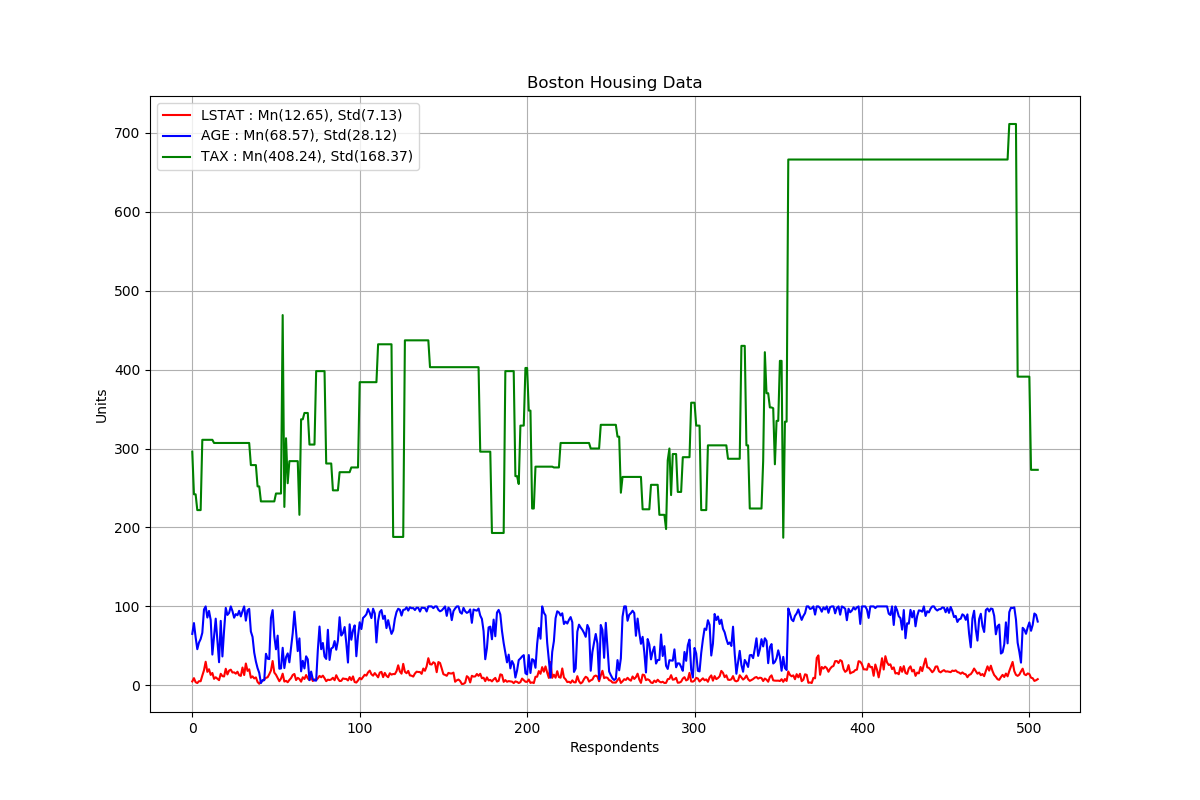 Boston Housing Data
LSTAT : Mn(12.65), Std(7.13)
AGE : Mn(68.57), Std(28.12)
TAX : Mn(408.24), Std(168.37)
700
600
500
400
300
200
100
0
Units
0 100 200 300 400 500
Respondents